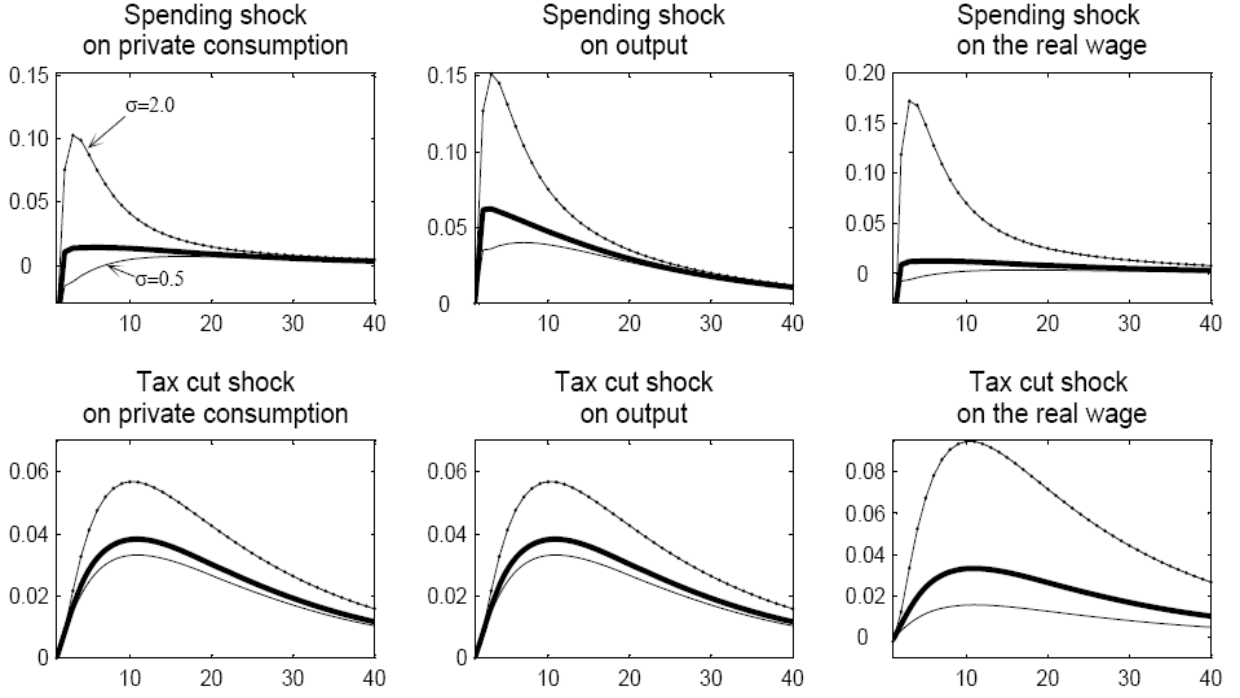 Spending shock
on private consumption
Spending shock
on output
Spending shock
on the real wage
0.15
0.10
0.05
0
σ=2.0
σ=0.5
10 20 30 40
0.15
0.10
0.05
0
10 20 30 40
0.20
0.15
0.10
0.05
0
10 20 30 40
Tax cut shock
on private consumption
Tax cut shock
on output
Tax cut shock
on the real wage
0.06
0.04
0.02
0
10 20 30 40
0.06
0.04
0.02
0
10 20 30 40
0.08
0.06
0.04
0.02
0
10 20 30 40